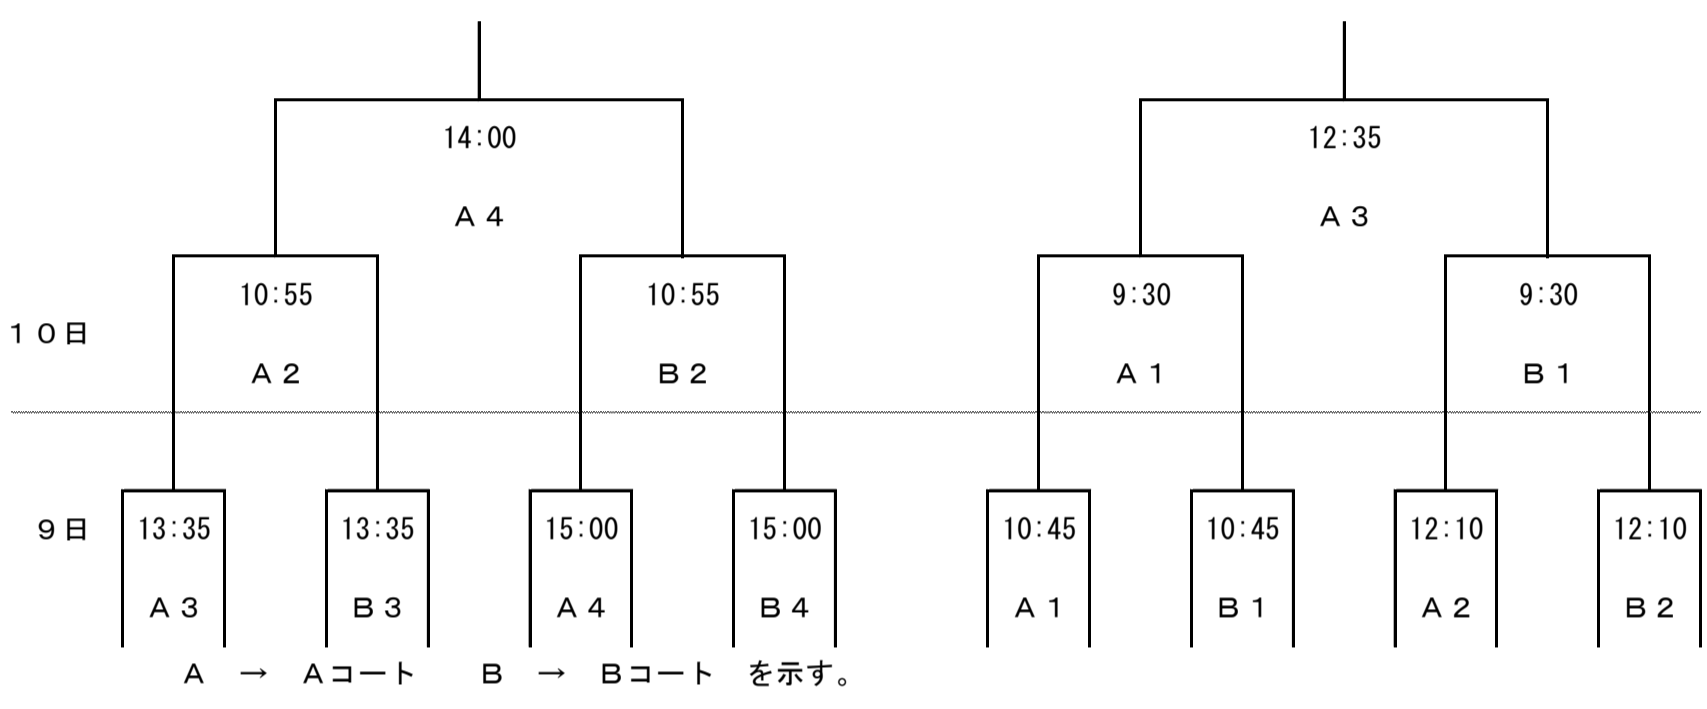 14:00 12:35
A4 A3
10:55 10:55 9:30 9:30
10日
A2 B2 A1 B1
9日 13:35 13:35 15:00 15:00 10:45 10:45 12:10 12:10
A3 B3 A4 B4 A1 B1 A2 B2
A → Aコート B → Bコート を示す。